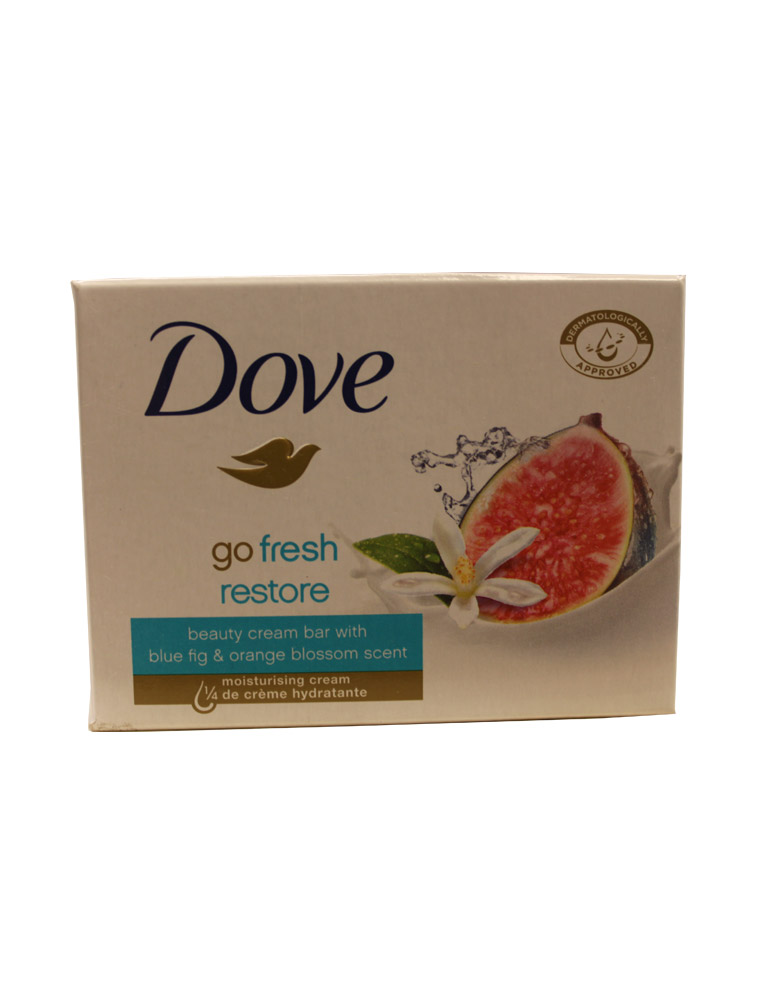 Dove
DERMATOLOGICALLY
APPROVED
go fresh
restore
beauty cream bar with
blue fig & orange blossom scent
moisturising cream
¼ de crème hydratante